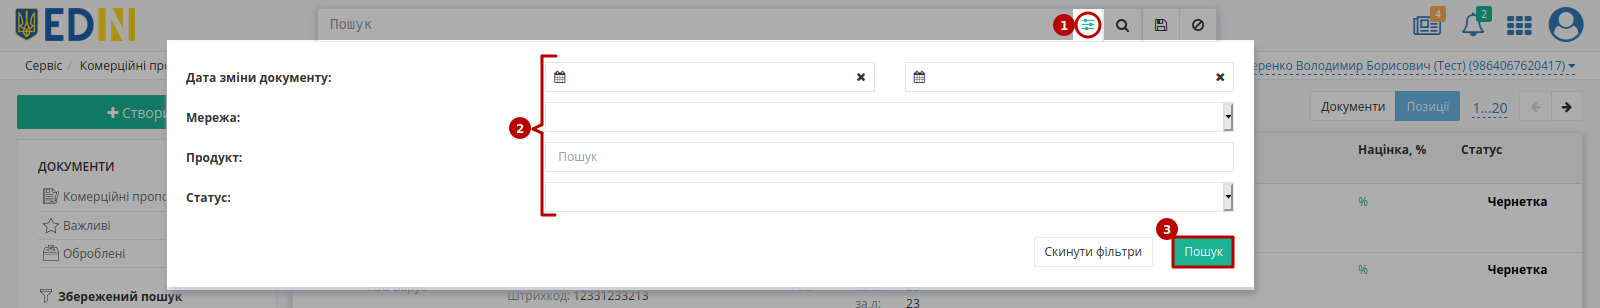 EDIN
Пошук
1
4
2
Сервіс / Комерційні пр
еренко Володимир Борисович (Тест) (9864067620417)
Дата зміни документу:
Мережа:
2
Продукт:
Пошук
Статус:
3
Скинути фільтри
Пошук
Створи
Документи
Позиції
1...20
ДОКУМЕНТИ
Комерційні пропо
Важливі
Оброблені
Збережений пошук
Націнка, %
Статус
%
Чернетка
%
Чернетка
Штрихкод: 12331233213
за л:
23